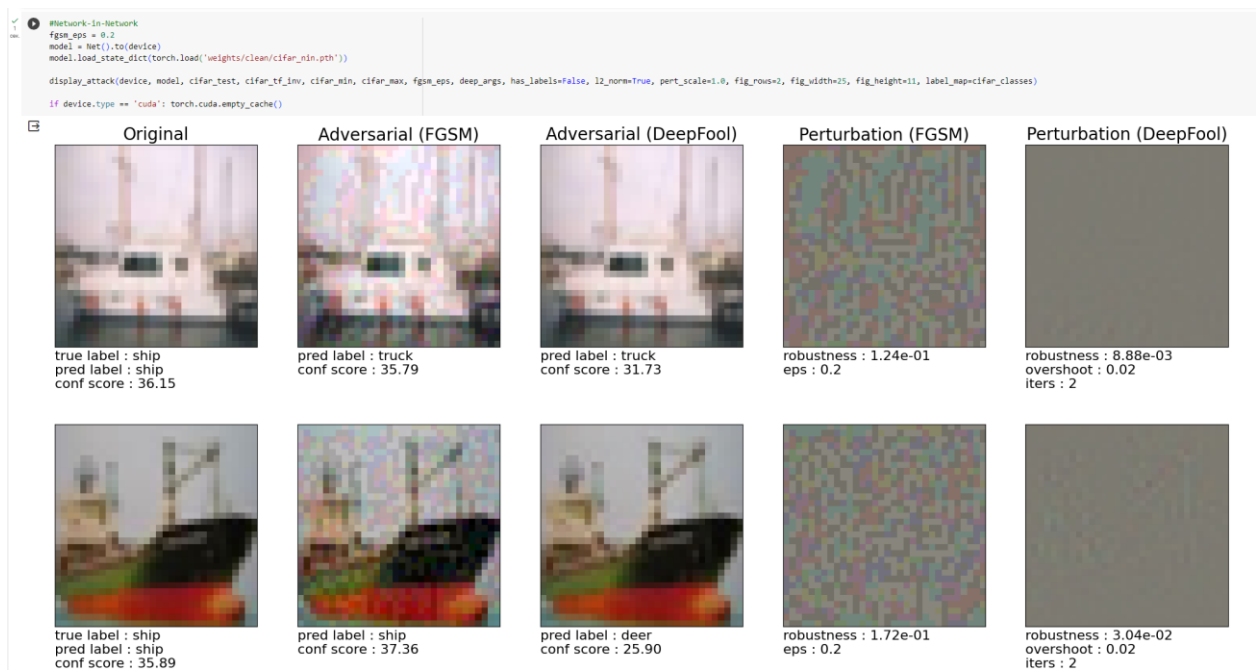 #Network-in-Network
fgsm_eps = 0.2
model = Net().to(device)
model.load_state_dict(torch.load('weights/clean/cifar_nin.pth'))
display_attack(device, model, cifar_test, cifar_tf_inv, cifar_min, cifar_max, fgsm_eps, deep_args, has_labels=False, l2_norm=True, pert_scale=1.0, fig_rows=2, fig_width=25, fig_height=11, label_map=cifar_classes)
if device.type == 'cuda': torch.cuda.empty_cache()
Original Adversarial (FGSM) Adversarial (DeepFool) Perturbation (FGSM) Perturbation (DeepFool)
true label : ship pred label : truck pred label : truck robustness : 1.24e-01 robustness : 8.88e-03
pred label : ship conf score : 35.79 conf score : 31.73 eps : 0.2 overshoot : 0.02
conf score : 36.15 iters : 2
true label : ship pred label : ship pred label : deer robustness : 1.72e-01 robustness : 3.04e-02
pred label : ship conf score : 37.36 conf score : 25.90 eps : 0.2 overshoot : 0.02
conf score : 35.89 iters : 2